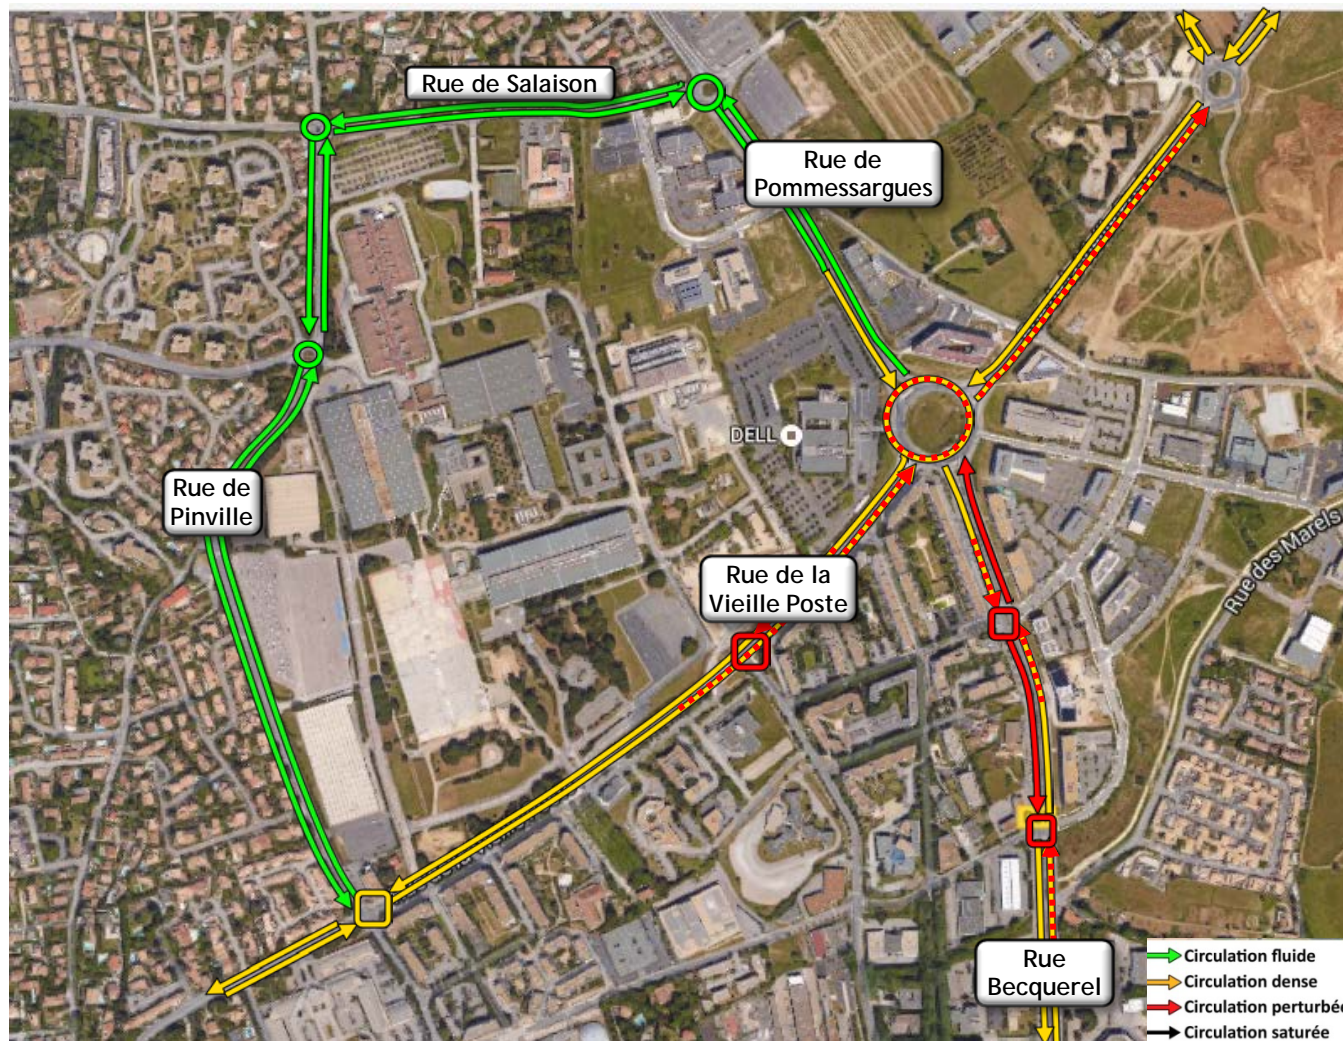 Rue de Salaison
Rue de
Pommessargues
DELL
Rue de
Pinville
Rue de la
Vieille Poste
Rue des Marels
Rue
Becquerel
Circulation fluide
Circulation dense
Circulation perturbée
Circulation saturée